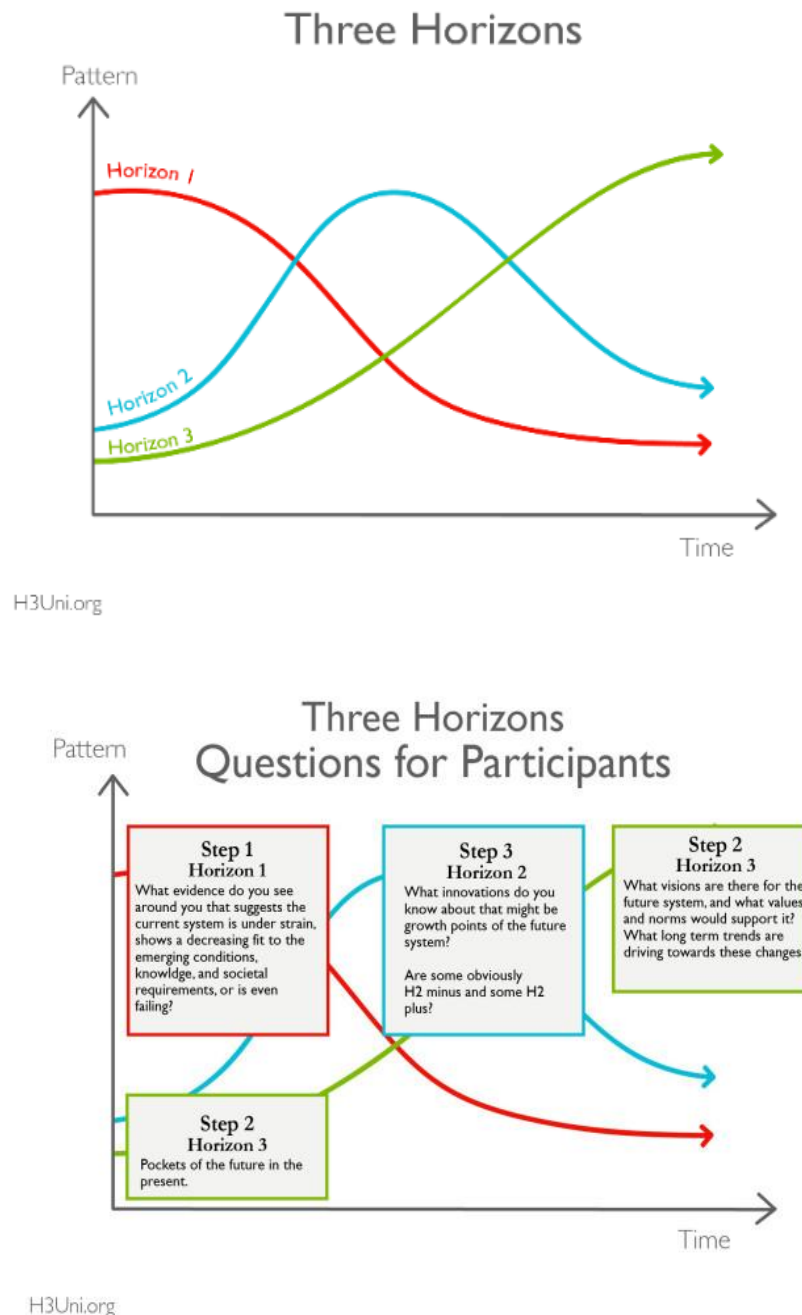 Three Horizons
Pattern
Horizon 1
Horizon 2
Horizon 3
Time
H3Uni.org
Three Horizons
Questions for Participants
Pattern
Step 1
Horizon 1
What evidence do you see
around you that suggests the
current system is under strain,
shows a decreasing fit to the
emerging conditions,
knowldge, and societal
requirements, or is even
failing?
Step 3
Horizon 2
What innovations do you
know about that might be
growth points of the future
system?
Are some obviously
H2 minus and some H2
plus?
Step 2
Horizon 3
What visions are there for the
future system, and what values
and norms would support it?
What long term trends are
driving towards these changes
Step 2
Horizon 3
Pockets of the future in the
present.
Time
H3Uni.org